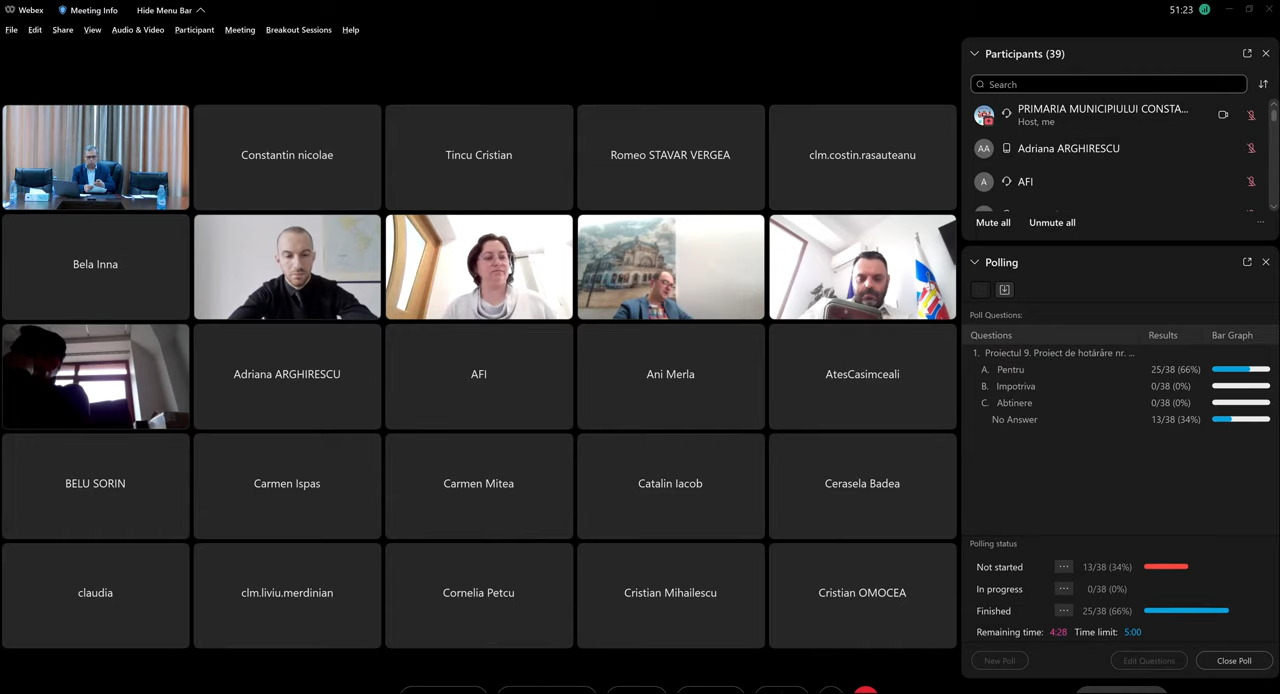 Webex
Meeting Info
Hide Menu Bar
51:23
File
Edit
Share
View
Audio & Video
Participant
Meeting
Breakout Sessions
Help
Constantin nicolae
Tincu Cristian
Romeo STAVAR VERGEA
clm.costin.rasauteanu
Bela Inna
Adriana ARGHIRESCU
AFI
Ani Merla
AtesCasimceali
BELU SORIN
Carmen Ispas
Carmen Mitea
Catalin Iacob
Cerasela Badea
claudia
clm.liviu.merdinian
Cornelia Petcu
Cristian Mihailescu
Cristian OMOCEA
Participants (39)
Search
PRIMARIA MUNICIPIULUI CONSTA...
Host, me
AA
Adriana ARGHIRESCU
A
AFI
Mute all
Unmute all
Polling
Poll Questions:
Questions
Results
Bar Graph
1. Proiectul 9. Proiect de hotărâre nr. ...
A. Pentru 25/38 (66%)
B. Impotriva 0/38 (0%)
C. Abtinere 0/38 (0%)
No Answer 13/38 (34%)
Polling status
Not started ... 13/38 (34%)
In progress ... 0/38 (0%)
Finished ... 25/38 (66%)
Remaining time: 4:28 Time limit: 5:00
New Poll
Edit Questions
Close Poll